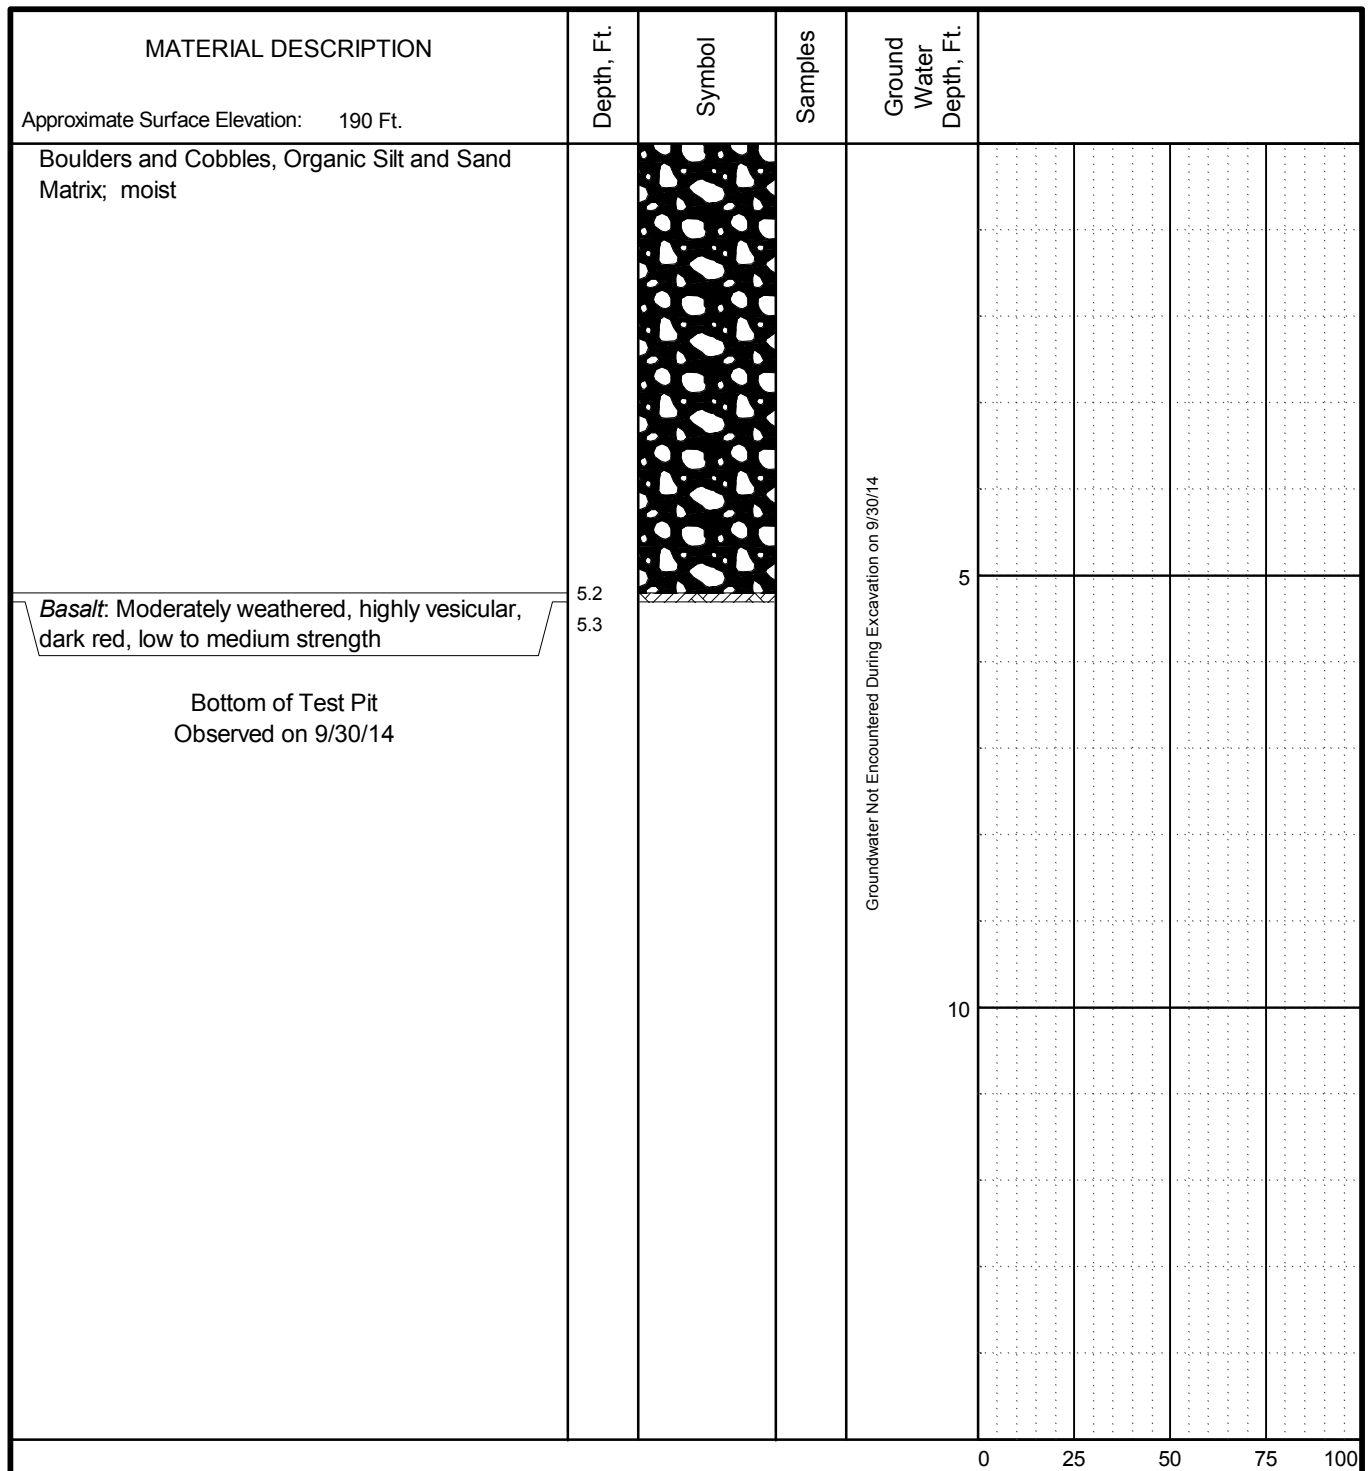 MATERIAL DESCRIPTION
Approximate Surface Elevation: 190 Ft.
Depth, Ft.
Symbol
Samples
Ground
Water
Depth, Ft.
Boulders and Cobbles, Organic Silt and Sand
Matrix; moist
5.2
Basalt: Moderately weathered, highly vesicular,
dark red, low to medium strength
5.3
Bottom of Test Pit
Observed on 9/30/14
Groundwater Not Encountered During Excavation on 9/30/14
5
10
0 25 50 75 100